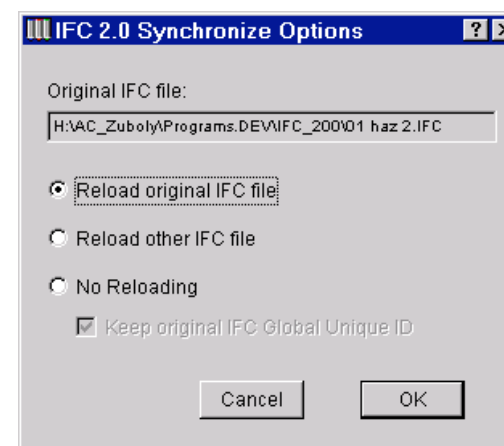 IFC 2.0 Synchronize Options
Original IFC file:
H:\AC_Zuboly\Programs.DEV\IFC_200\01 haz 2.IFC
Reload original IFC file
Reload other IFC file
No Reloading
Keep original IFC Global Unique ID
Cancel OK